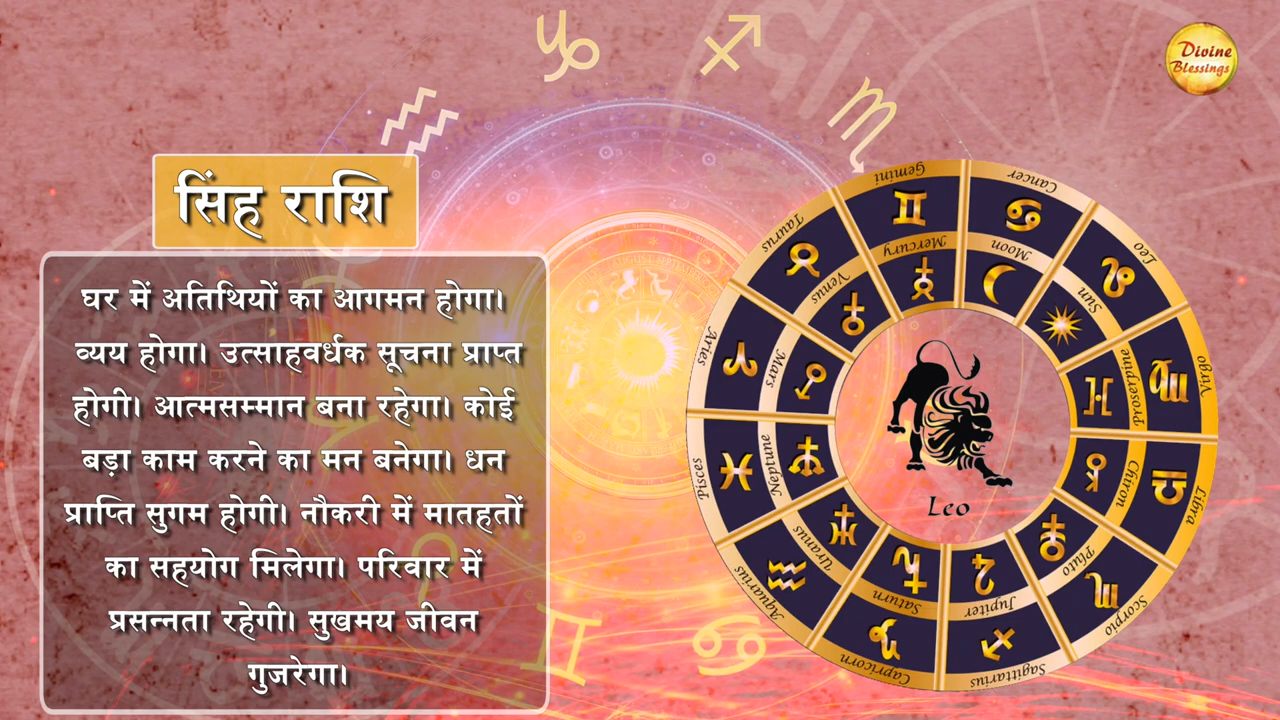 Divine
Blessings
सिंह राशि
घर में अतिथियों का आगमन होगा।
व्यय होगा। उत्साहवर्धक सूचना प्राप्त
होगी। आत्मसम्मान बना रहेगा। कोई
बड़ा काम करने का मन बनेगा। धन
प्राप्ति सुगम होगी। नौकरी में मातहतों
का सहयोग मिलेगा। परिवार में
प्रसन्नता रहेगी। सुखमय जीवन
गुजरेगा।
Gemini
Cancer
Leo
Virgo
Libra
Scorpio
Sagittarius
Capricorn
Aquarius
Pisces
Aries
Taurus
Mercury
Moon
Sun
Proserpine
Chiron
Pluto
Jupiter
Saturn
Uranus
Neptune
Mars
Venus
Leo